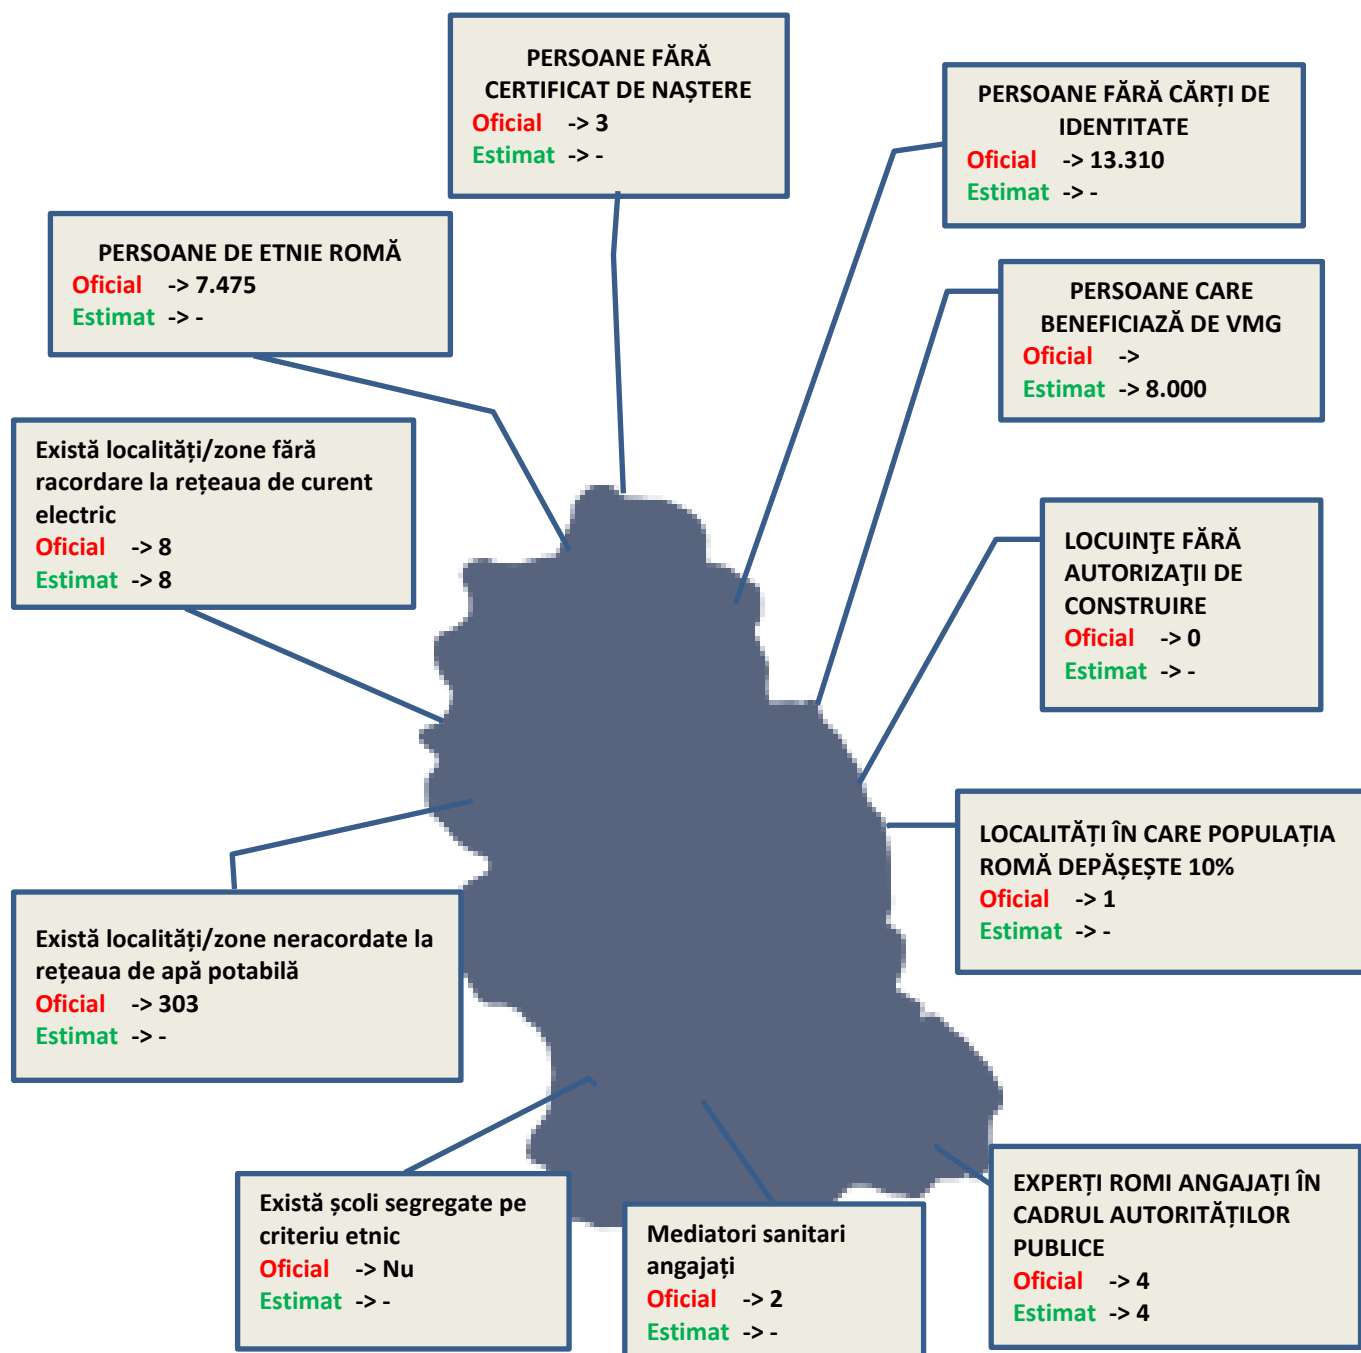 PERSOANE FĂRĂ
CERTIFICAT DE NAȘTERE
Oficial -> 3
Estimat -> -
PERSOANE FĂRĂ CĂRȚI DE
IDENTITATE
Oficial -> 13.310
Estimat -> -
PERSOANE DE ETNIE ROMĂ
Oficial -> 7.475
Estimat -> -
PERSOANE CARE
BENEFICIAZĂ DE VMG
Oficial ->
Estimat -> 8.000
Există localități/zone fără
racordare la rețeaua de curent
electric
Oficial -> 8
Estimat -> 8
LOCUINŢE FĂRĂ
AUTORIZAŢII DE
CONSTRUIRE
Oficial -> 0
Estimat -> -
LOCALITĂȚI ÎN CARE POPULAȚIA
ROMĂ DEPĂȘEȘTE 10%
Oficial -> 1
Estimat -> -
Există localități/zone neracordate la
rețeaua de apă potabilă
Oficial -> 303
Estimat -> -
Există școli segregate pe
criteriu etnic
Oficial -> Nu
Estimat -> -
Mediatori sanitari
angajați
Oficial -> 2
Estimat -> -
EXPERȚI ROMI ANGAJAȚI ÎN
CADRUL AUTORITĂȚILOR
PUBLICE
Oficial -> 4
Estimat -> 4